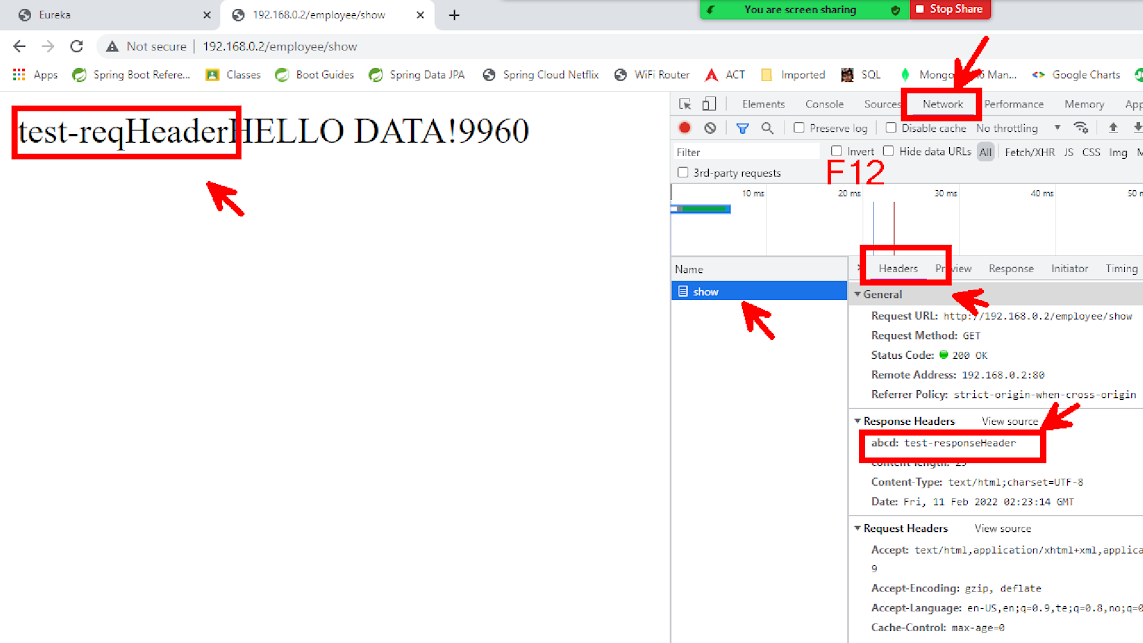 Eureka
192.168.0.2/employee/show
You are screen sharing
Stop Share
Not secure | 192.168.0.2/employee/show
Apps Spring Boot Refere... Classes Boot Guides Spring Data JPA Spring Cloud Netflix WiFi Router ACT Imported SQL Man... Google Charts
test-reqHeaderHELLO DATA!9960
Elements Console Sources Network Performance Memory
Preserve log Disable cache No throttling
Filter Invert Hide data URLs All Fetch/XHR JS CSS Img
3rd-party requests
F12
10 ms 20 ms 30 ms 40 ms
Name
show
Headers Preview Response Initiator Timing
General
Request URL: http://192.168.0.2/employee/show
Request Method: GET
Status Code: 200 OK
Remote Address: 192.168.0.2:80
Referrer Policy: strict-origin-when-cross-origin
Response Headers View source
abcd: test-responseHeader
content-length:
Content-Type: text/html;charset=UTF-8
Date: Fri, 11 Feb 2022 02:23:14 GMT
Request Headers View source
Accept: text/html,application/xhtml+xml,applica
9
Accept-Encoding: gzip, deflate
Accept-Language: en-US,en;q=0.9,te;q=0.8,no;q=0
Cache-Control: max-age=0